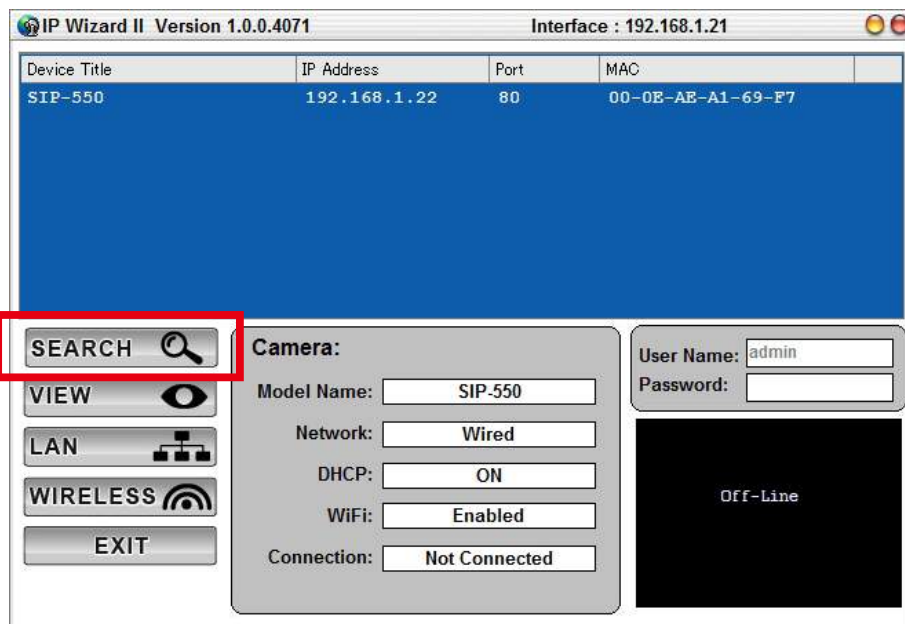 IP Wizard II Version 1.0.0.4071 Interface : 192.168.1.21
Device Title IP Address Port MAC
SIP-550 192.168.1.22 80 00-0E-AE-A1-69-F7
SEARCH
VIEW
LAN
WIRELESS
EXIT
Camera:
Model Name: SIP-550
Network: Wired
DHCP: ON
WiFi: Enabled
Connection: Not Connected
User Name: admin
Password:
Off-Line